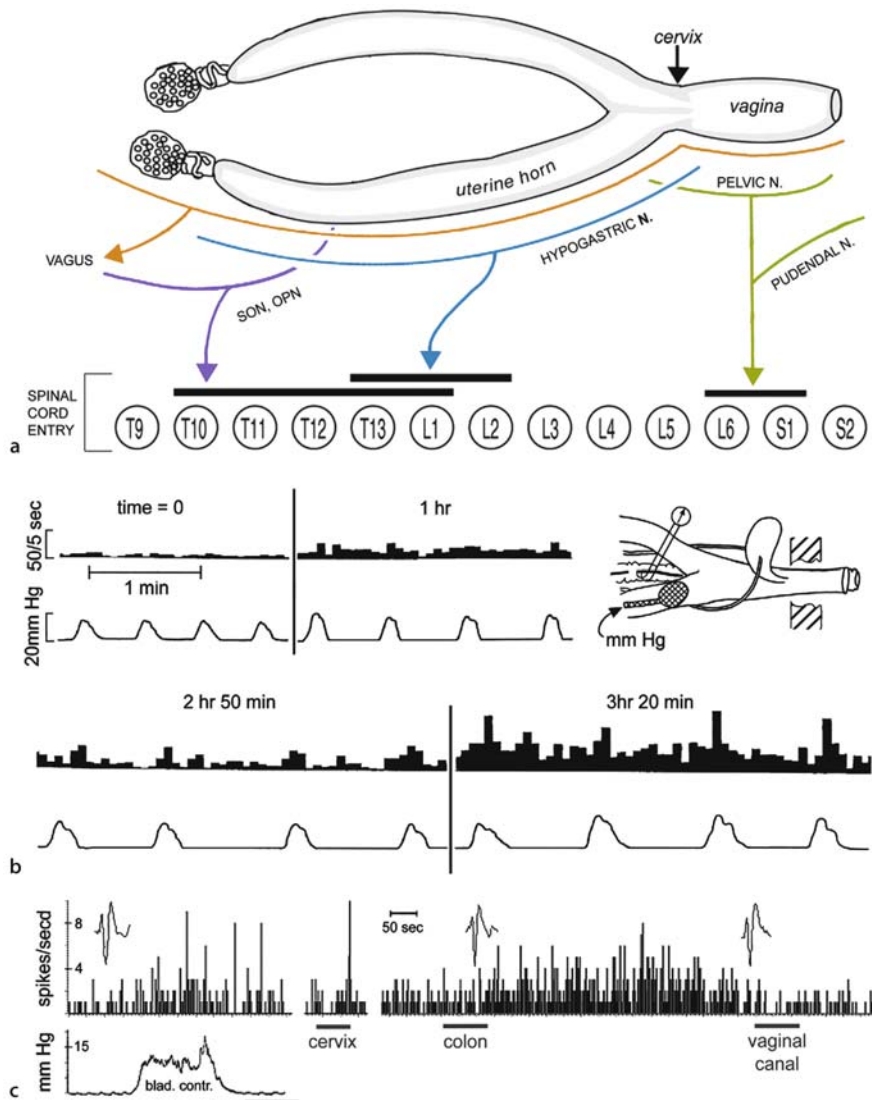 a
cervix
vagina
uterine horn
PELVIC N.
HYPOGASTRIC N.
PUDENDAL N.
VAGUS
SON, OPN
SPINAL
CORD
ENTRY
T9 T10 T11 T12 T13 L1 L2 L3 L4 L5 L6 S1 S2
time = 0
1 hr
50/5 sec
1 min
20mm Hg
mm Hg
2 hr 50 min
3hr 20 min
b
spikes/secd
8
4
50 sec
cervix
colon
vaginal
canal
mm Hg
15
blad. contr.
c